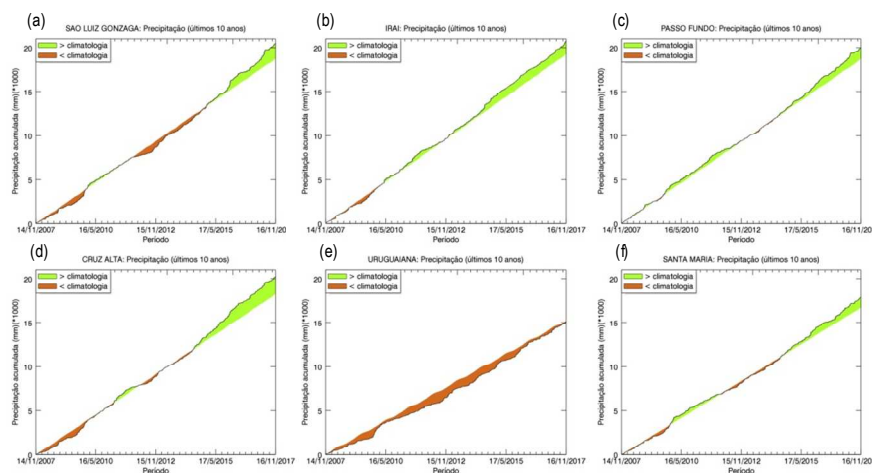 (a)
SAO LUIZ GONZAGA: Precipitação (últimos 10 anos)
> climatologia
< climatologia
Precipitação acumulada (mm)*1000)
20
15
10
5
0
14/11/2007 16/5/2010 15/11/2012 17/5/2015 16/11/20
Período
(b)
IRAI: Precipitação (últimos 10 anos)
> climatologia
< climatologia
Precipitação acumulada (mm)*1000)
20
15
10
5
0
14/11/2007 16/5/2010 15/11/2012 17/5/2015 16/11/2017
Período
(c)
PASSO FUNDO: Precipitação (últimos 10 anos)
> climatologia
< climatologia
Precipitação acumulada (mm)*1000)
20
15
10
5
0
14/11/2007 16/5/2010 15/11/2012 17/5/2015 16/11/20
Período
(d)
CRUZ ALTA: Precipitação (últimos 10 anos)
> climatologia
< climatologia
Precipitação acumulada (mm)*1000)
20
15
10
5
0
14/11/2007 16/5/2010 15/11/2012 17/5/2015 16/11/2017
Período
(e)
URUGUAIANA: Precipitação (últimos 10 anos)
> climatologia
< climatologia
Precipitação acumulada (mm)*1000)
20
15
10
5
0
14/11/2007 16/5/2010 15/11/2012 17/5/2015 16/11/2017
Período
(f)
SANTA MARIA: Precipitação (últimos 10 anos)
> climatologia
< climatologia
Precipitação acumulada (mm)*1000)
20
15
10
5
0
14/11/2007 16/5/2010 15/11/2012 17/5/2015 16/11/20
Período